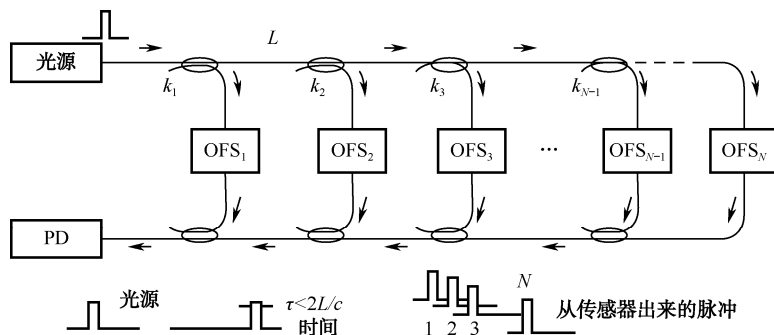 光源
L
k1 k2 k3 kN−1
OFS1 OFS2 OFS3 … OFSN−1 OFSN
PD
光源 τ<2L/c N 从传感器出来的脉冲
时间 1 2 3